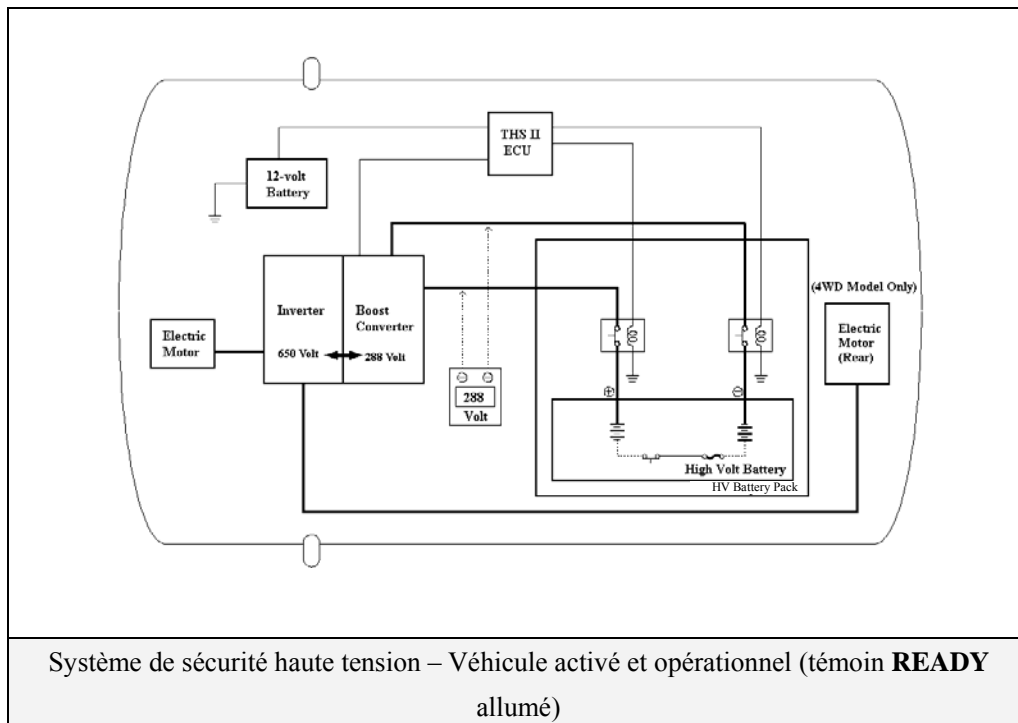 THS II
ECU
12-volt
Battery
(4WD Model Only)
Inverter
Boost
Converter
Electric
Motor
650 Volt
288 Volt
Electric
Motor
(Rear)
288
Volt
High Volt Battery
HV Battery Pack
Système de sécurité haute tension – Véhicule activé et opérationnel (témoin READY
allumé)